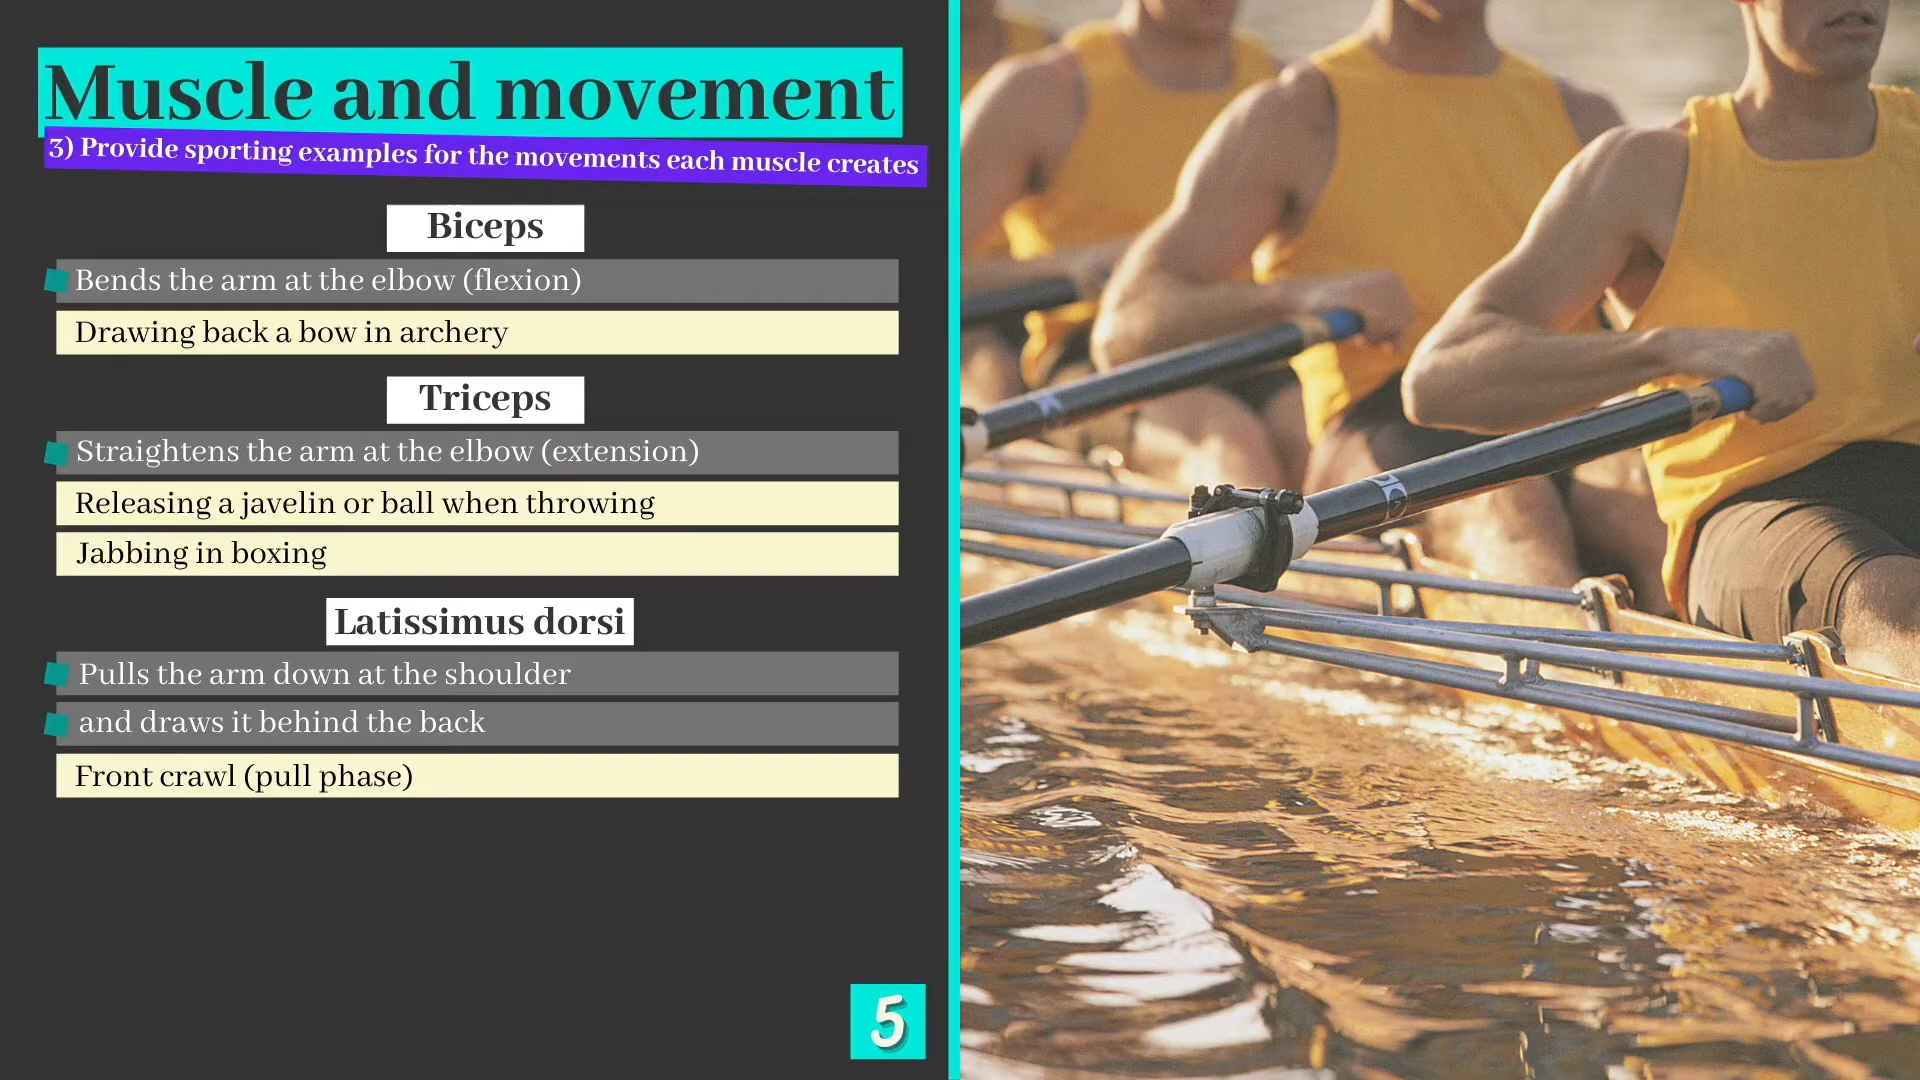 Muscle and movement
3) Provide sporting examples for the movements each muscle creates
Biceps
Bends the arm at the elbow (flexion)
Drawing back a bow in archery
Triceps
Straightens the arm at the elbow (extension)
Releasing a javelin or ball when throwing
Jabbing in boxing
Latissimus dorsi
Pulls the arm down at the shoulder
and draws it behind the back
Front crawl (pull phase)
5